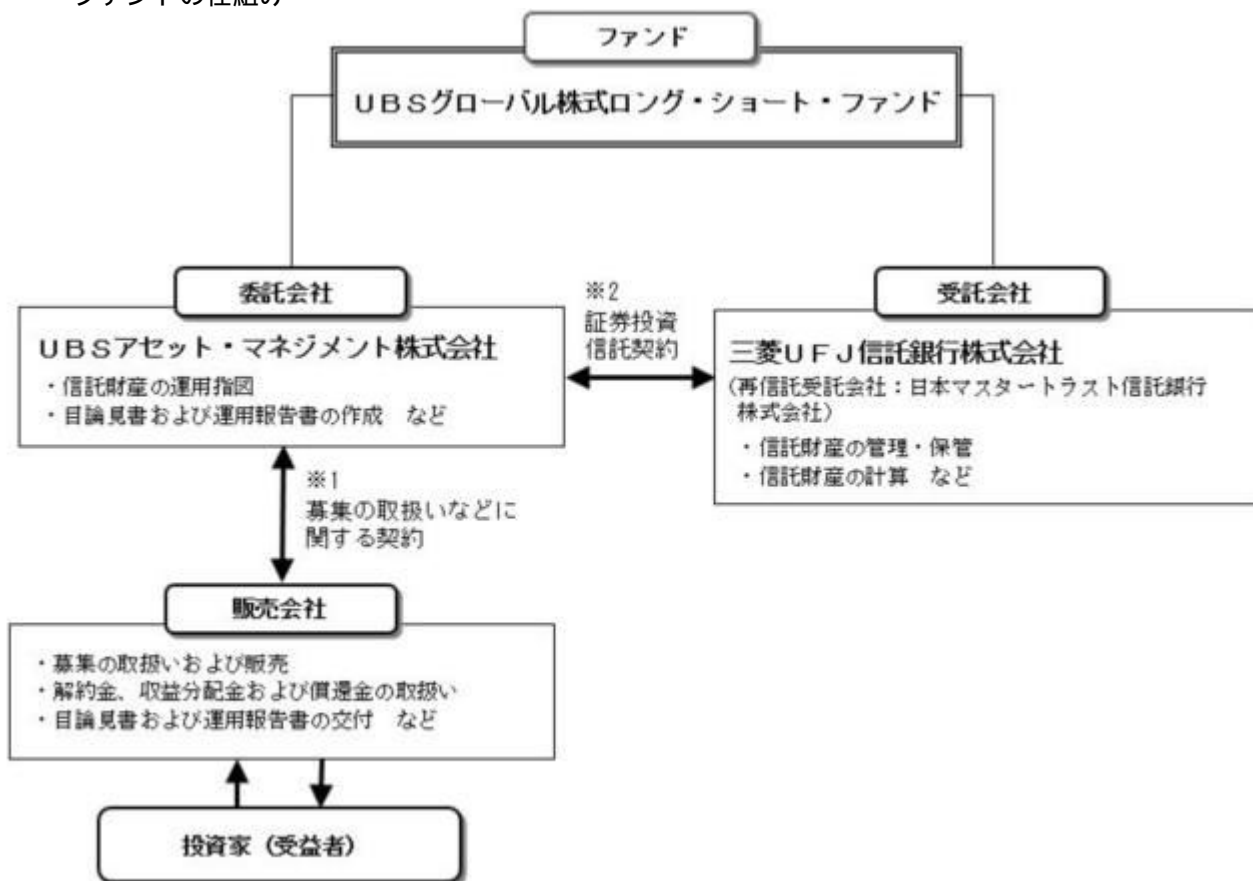 ファンドの仕組み
ファンド
UBSグローバル株式ロング・ショート・ファンド
委託会社
UBSアセット・マネジメント株式会社
・信託財産の運用指図
・目論見書および運用報告書の作成 など
※2
証券投資
信託契約
受託会社
三菱UFJ信託銀行株式会社
(再信託受託会社:日本マスタートラスト信託銀行
株式会社)
・信託財産の管理・保管
・信託財産の計算 など
※1
募集の取扱いなどに
関する契約
販売会社
・募集の取扱いおよび販売
・解約金、収益分配金および償還金の取扱い
・目論見書および運用報告書の交付 など
投資家(受益者)